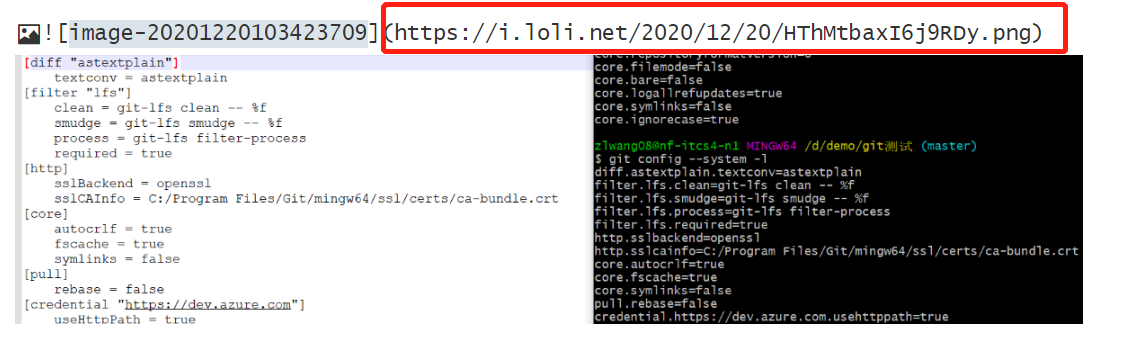 ![image-20201220103423709](https://i.loli.net/2020/12/20/HThMtbaxI6j9RDy.png)
[diff "astextplain"]
textconv = astextplain
[filter "lfs"]
clean = git-lfs clean -- %f
smudge = git-lfs smudge -- %f
process = git-lfs filter-process
required = true
[http]
sslBackend = openssl
sslCAInfo = C:/Program Files/Git/mingw64/ssl/certs/ca-bundle.crt
[core]
autocrlf = true
fscache = true
symlinks = false
[pull]
rebase = false
[credential "https://dev.azure.com"]
useHttpPath = true
core.repositoryformatversion=0
core.filemode=false
core.bare=false
core.logallrefupdates=true
core.symlinks=false
core.ignorecase=true
zlwang08@nf-itcs4-nl MINGW64 /d/demo/git测试 (master)
$ git config --system -l
diff.astextplain.textconv=astextplain
filter.lfs.clean=git-lfs clean -- %f
filter.lfs.smudge=git-lfs smudge -- %f
filter.lfs.process=git-lfs filter-process
filter.lfs.required=true
http.sslbackend=openssl
http.sslcainfo=C:/Program Files/Git/mingw64/ssl/certs/ca-bundle.crt
core.autocrlf=true
core.fscache=true
core.symlinks=false
pull.rebase=false
credential.https://dev.azure.com.usehttppath=true